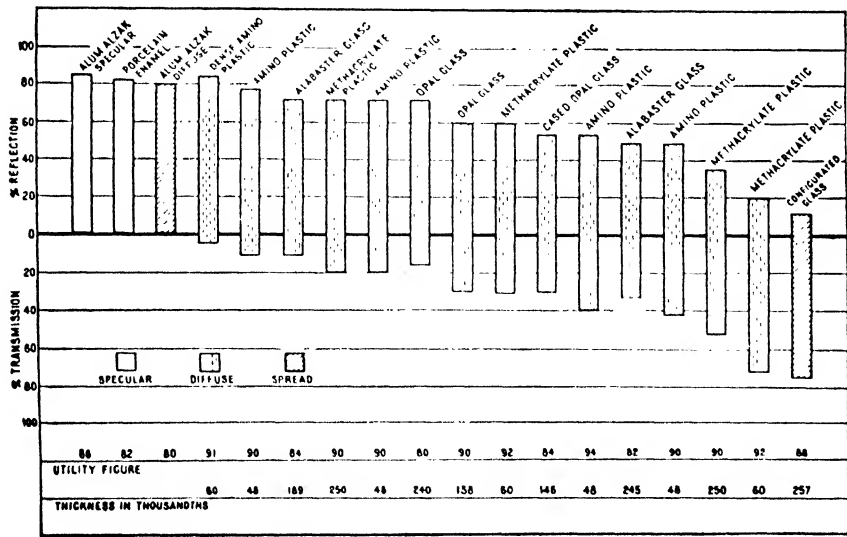 ALUM ALZAK SPECULAR
PORCELAIN ENAMEL
ALUM ALZAK DIFFUSE
DENSE AMINO PLASTIC
AMINO PLASTIC
ALABASTER GLASS
METHACRYLATE PLASTIC
AMINO PLASTIC
OPAL GLASS
OPAL GLASS
METHACRYLATE PLASTIC
CASED OPAL GLASS
AMINO PLASTIC
ALABASTER GLASS
AMINO PLASTIC
METHACRYLATE PLASTIC
METHACRYLATE PLASTIC
CONFIGURATED GLASS
% REFLECTION
100
80
60
40
20
0
% TRANSMISSION
20
40
60
80
100
SPECULAR DIFFUSE SPREAD
82 80 91 90 84 90 90 80 90 92 84 94 82 90 90 92 88
UTILITY FIGURE
60 48 189 250 48 240 138 60 146 48 245 48 250 60 257
THICKNESS IN THOUSANDTHS